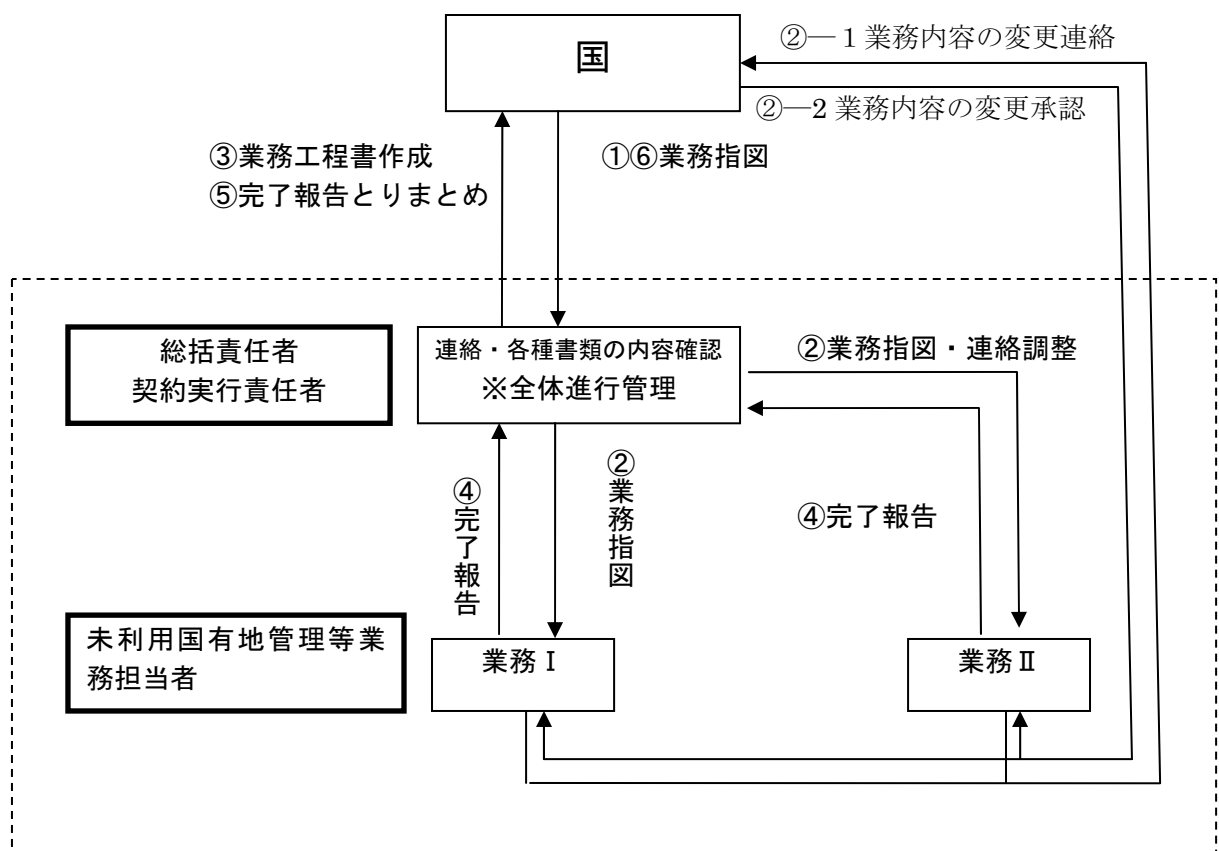 国
②―１業務内容の変更連絡
②―2 業務内容の変更承認
③業務工程書作成
⑤完了報告とりまとめ
①⑥業務指図
総括責任者
契約実行責任者
連絡・各種書類の内容確認
※全体進行管理
②業務指図・連絡調整
④完了報告
②業務指図
④完了報告
未利用国有地管理等業
務担当者
業務Ⅰ
業務Ⅱ